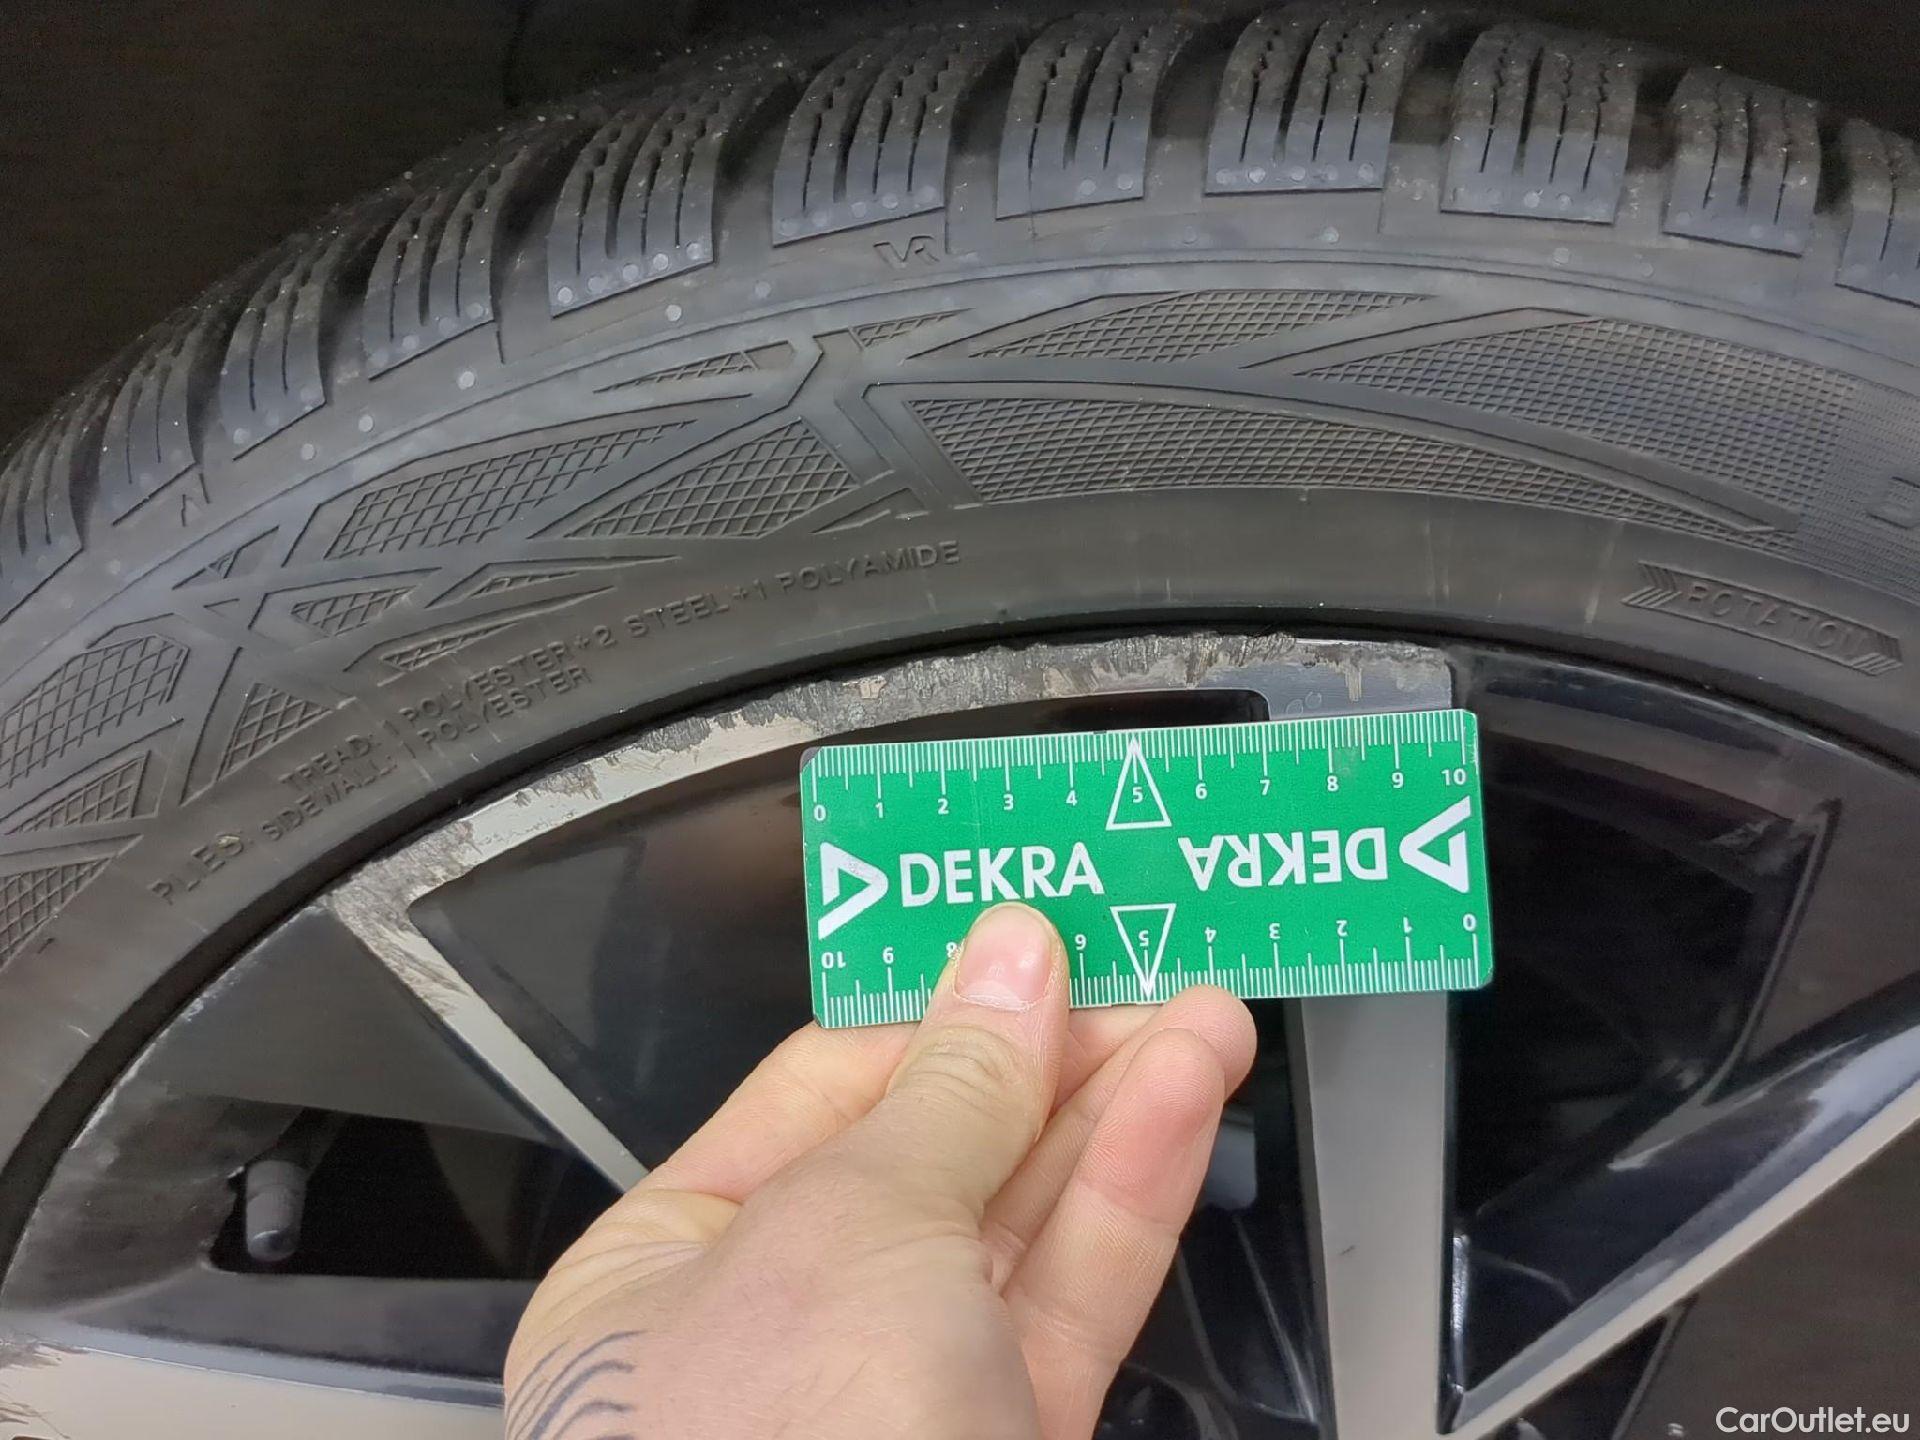 VR
TREAD: 1 POLYESTER + 2 STEEL + 1 POLYAMIDE
PLIES: SIDEWALL: 1 POLYESTER
ROTATION
0 1 2 3 4 5 6 7 8 9 10
DEKRA DEKRA
10 9 8 6 5 4 3 2 1 0
CarOutlet.eu